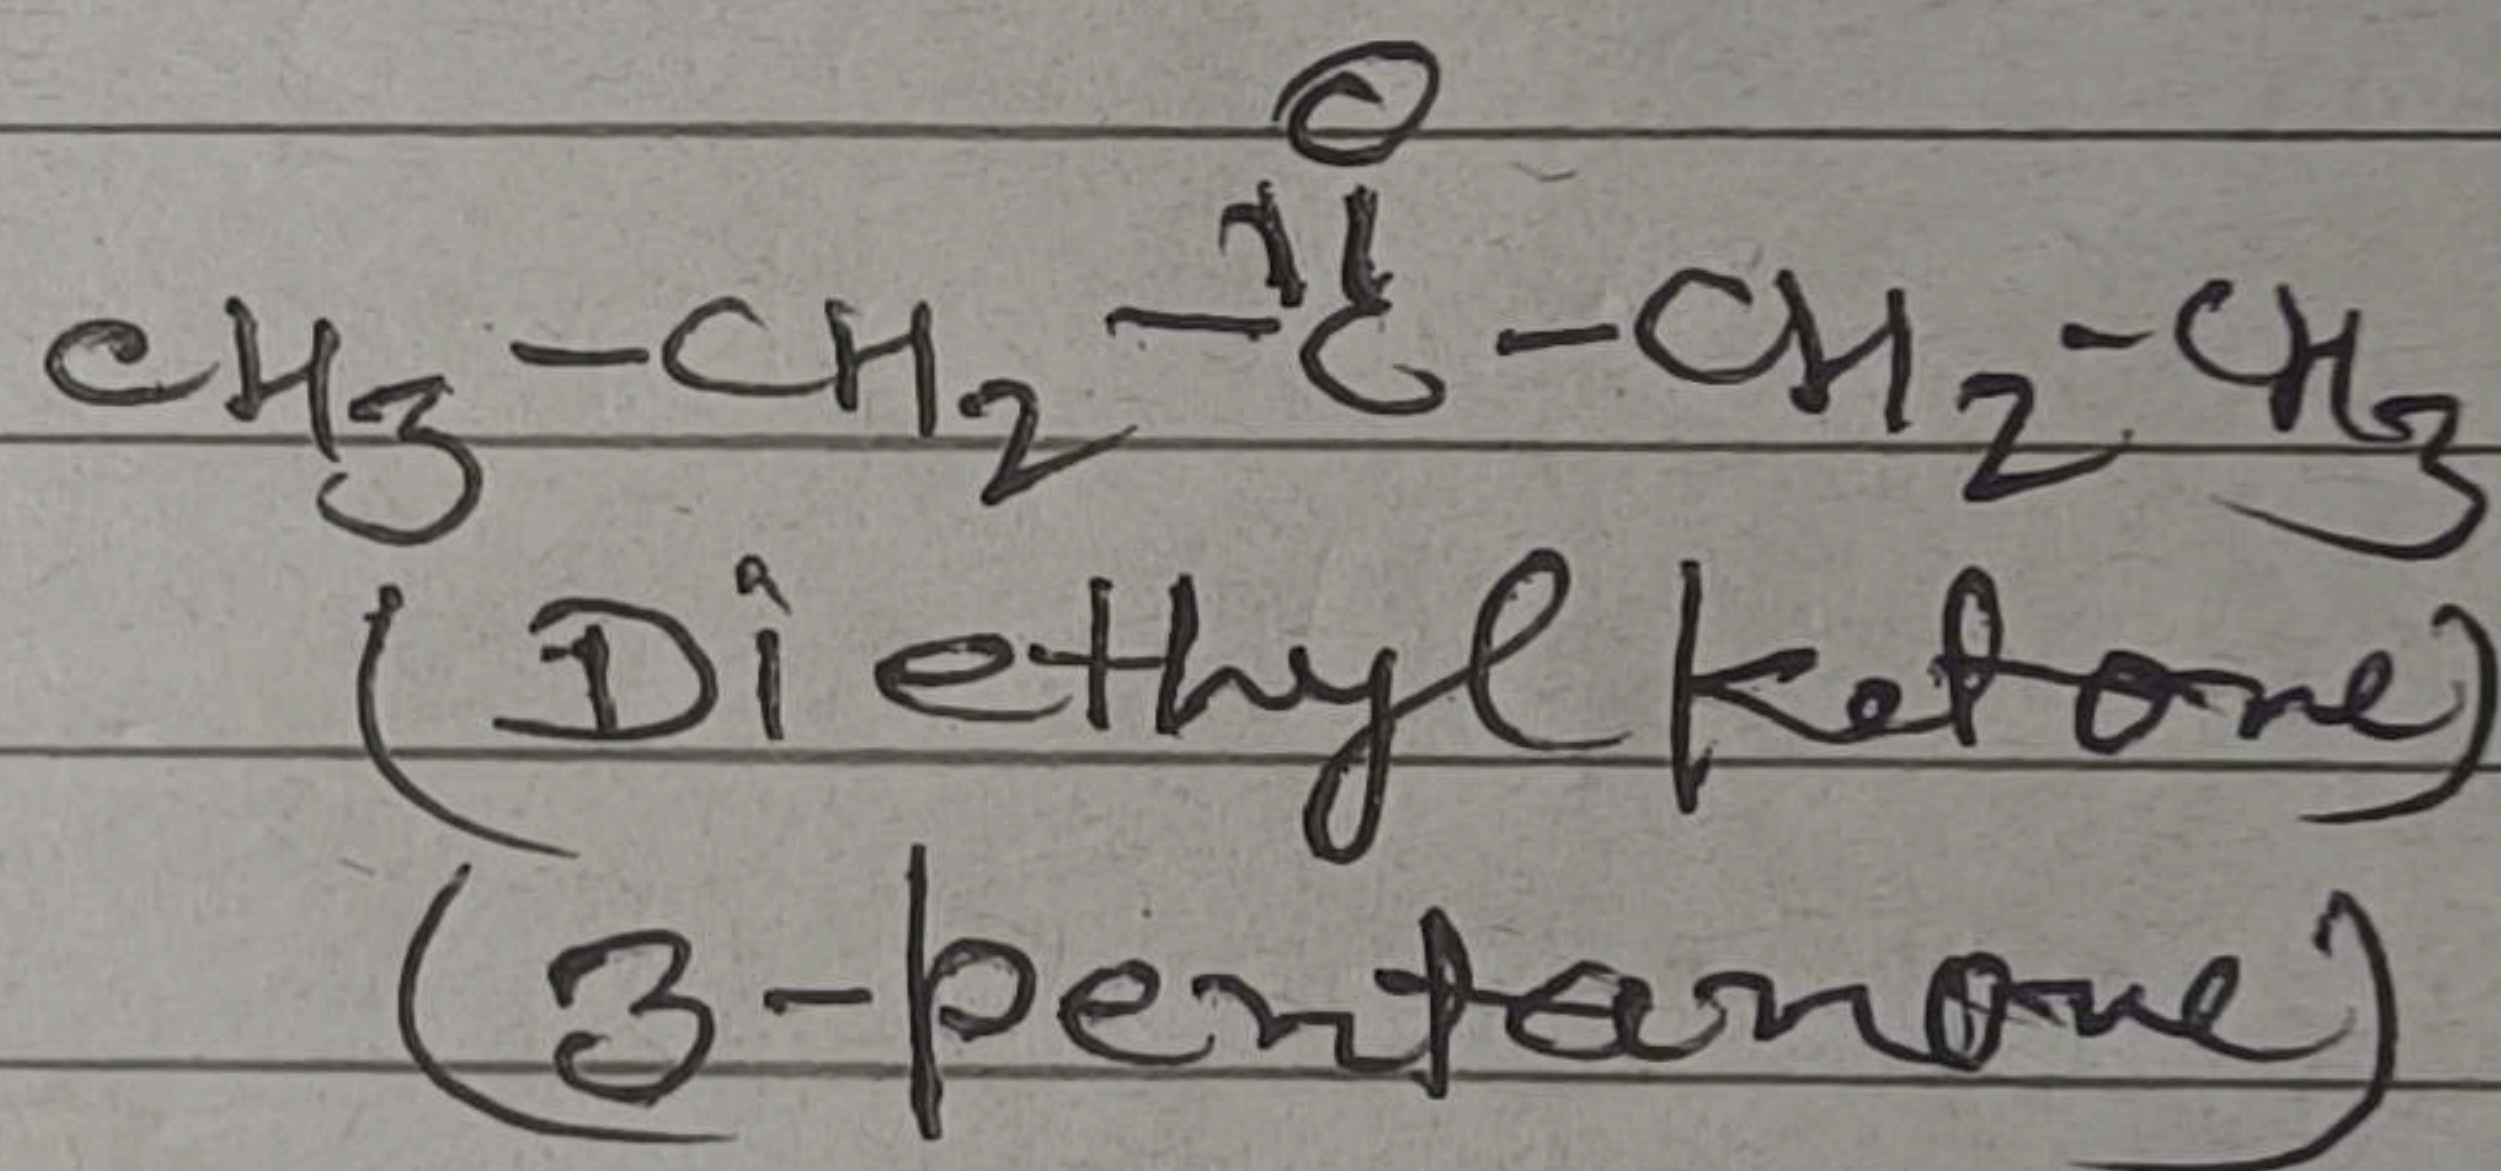 O
||
CH3-CH2-C-CH2-CH3
(Diethyl ketone)
(3-pentanone)